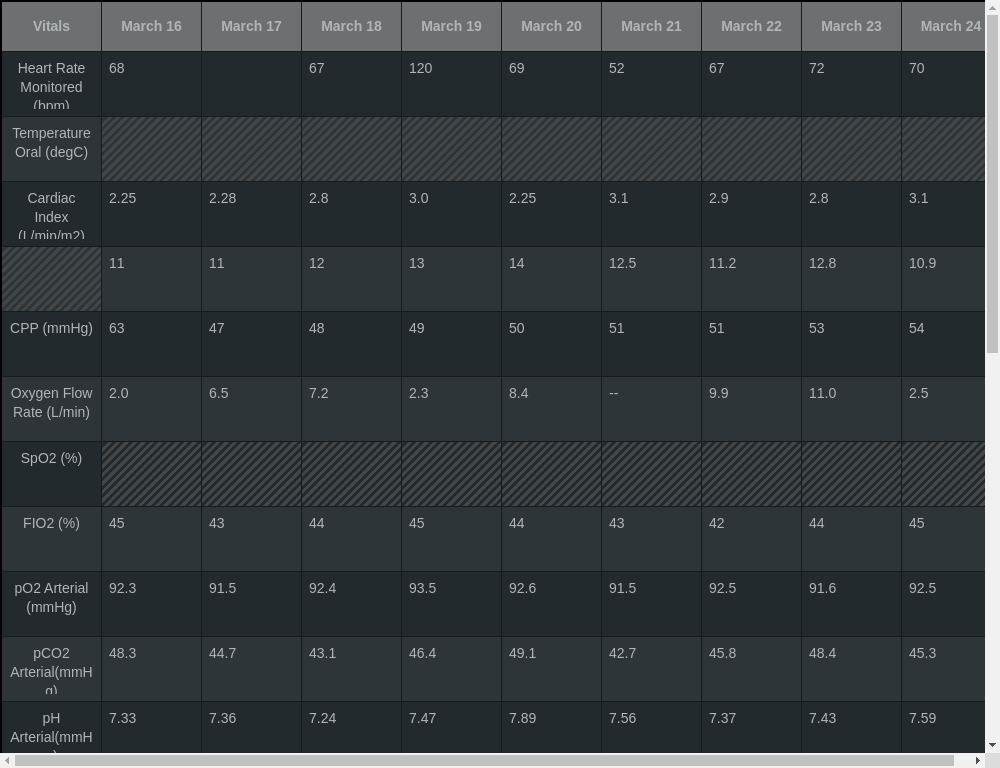 Vitals March 16 March 17 March 18 March 19 March 20 March 21 March 22 March 23 March 24
Heart Rate 68 67 120 69 52 67 72 70
Monitored
(bpm)
Temperature
Oral (degC)
Cardiac 2.25 2.28 2.8 3.0 2.25 3.1 2.9 2.8 3.1
Index
(L/min/m2)
11 11 12 13 14 12.5 11.2 12.8 10.9
CPP (mmHg) 63 47 48 49 50 51 51 53 54
Oxygen Flow 2.0 6.5 7.2 2.3 8.4 -- 9.9 11.0 2.5
Rate (L/min)
SpO2 (%)
FIO2 (%) 45 43 44 45 44 43 42 44 45
pO2 Arterial 92.3 91.5 92.4 93.5 92.6 91.5 92.5 91.6 92.5
(mmHg)
pCO2 48.3 44.7 43.1 46.4 49.1 42.7 45.8 48.4 45.3
Arterial(mmH
g)
pH 7.33 7.36 7.24 7.47 7.89 7.56 7.37 7.43 7.59
Arterial(mmH